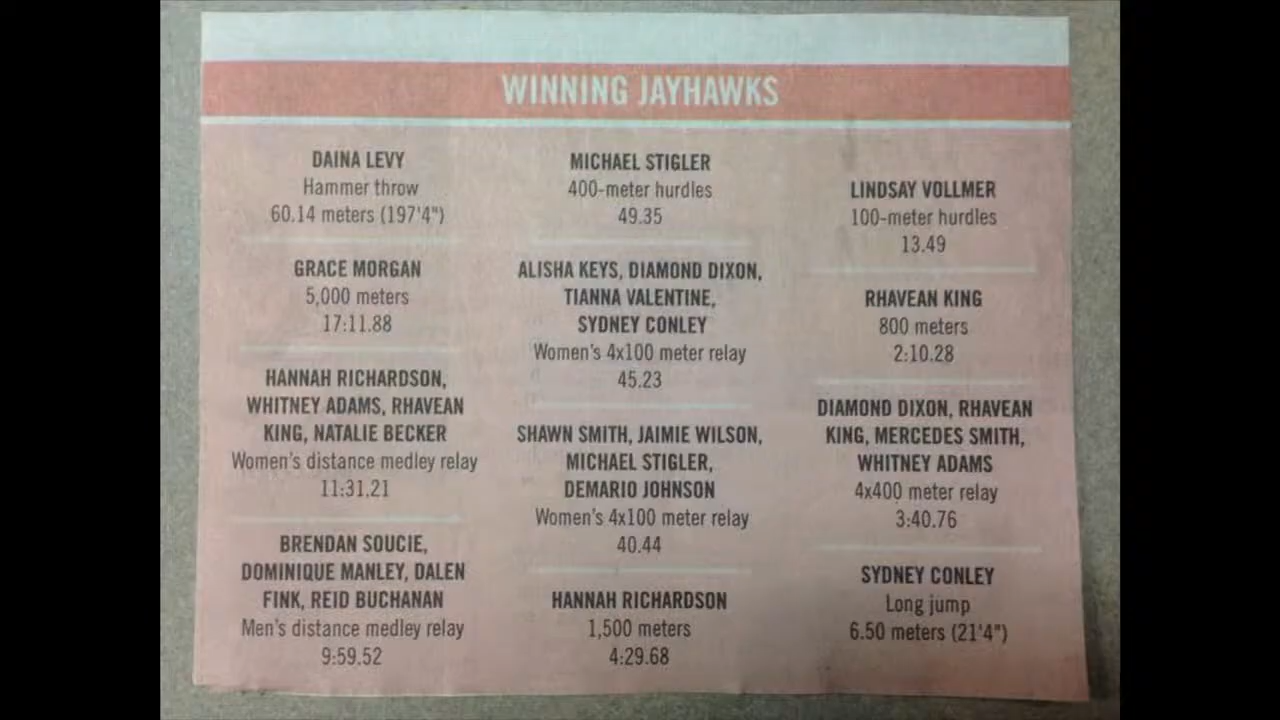 WINNING JAYHAWKS
DAINA LEVY
Hammer throw
60.14 meters (197'4")
GRACE MORGAN
5,000 meters
17:11.88
HANNAH RICHARDSON,
WHITNEY ADAMS, RHAVEAN
KING, NATALIE BECKER
Women's distance medley relay
11:31.21
BRENDAN SOUCIE,
DOMINIQUE MANLEY, DALEN
FINK, REID BUCHANAN
Men's distance medley relay
9:59.52
MICHAEL STIGLER
400-meter hurdles
49.35
ALISHA KEYS, DIAMOND DIXON,
TIANNA VALENTINE,
SYDNEY CONLEY
Women's 4x100 meter relay
45.23
SHAWN SMITH, JAIMIE WILSON,
MICHAEL STIGLER,
DEMARIO JOHNSON
Women's 4x100 meter relay
40.44
HANNAH RICHARDSON
1,500 meters
4:29.68
LINDSAY VOLLMER
100-meter hurdles
13.49
RHAVEAN KING
800 meters
2:10.28
DIAMOND DIXON, RHAVEAN
KING, MERCEDES SMITH,
WHITNEY ADAMS
4x400 meter relay
3:40.76
SYDNEY CONLEY
Long jump
6.50 meters (21'4")